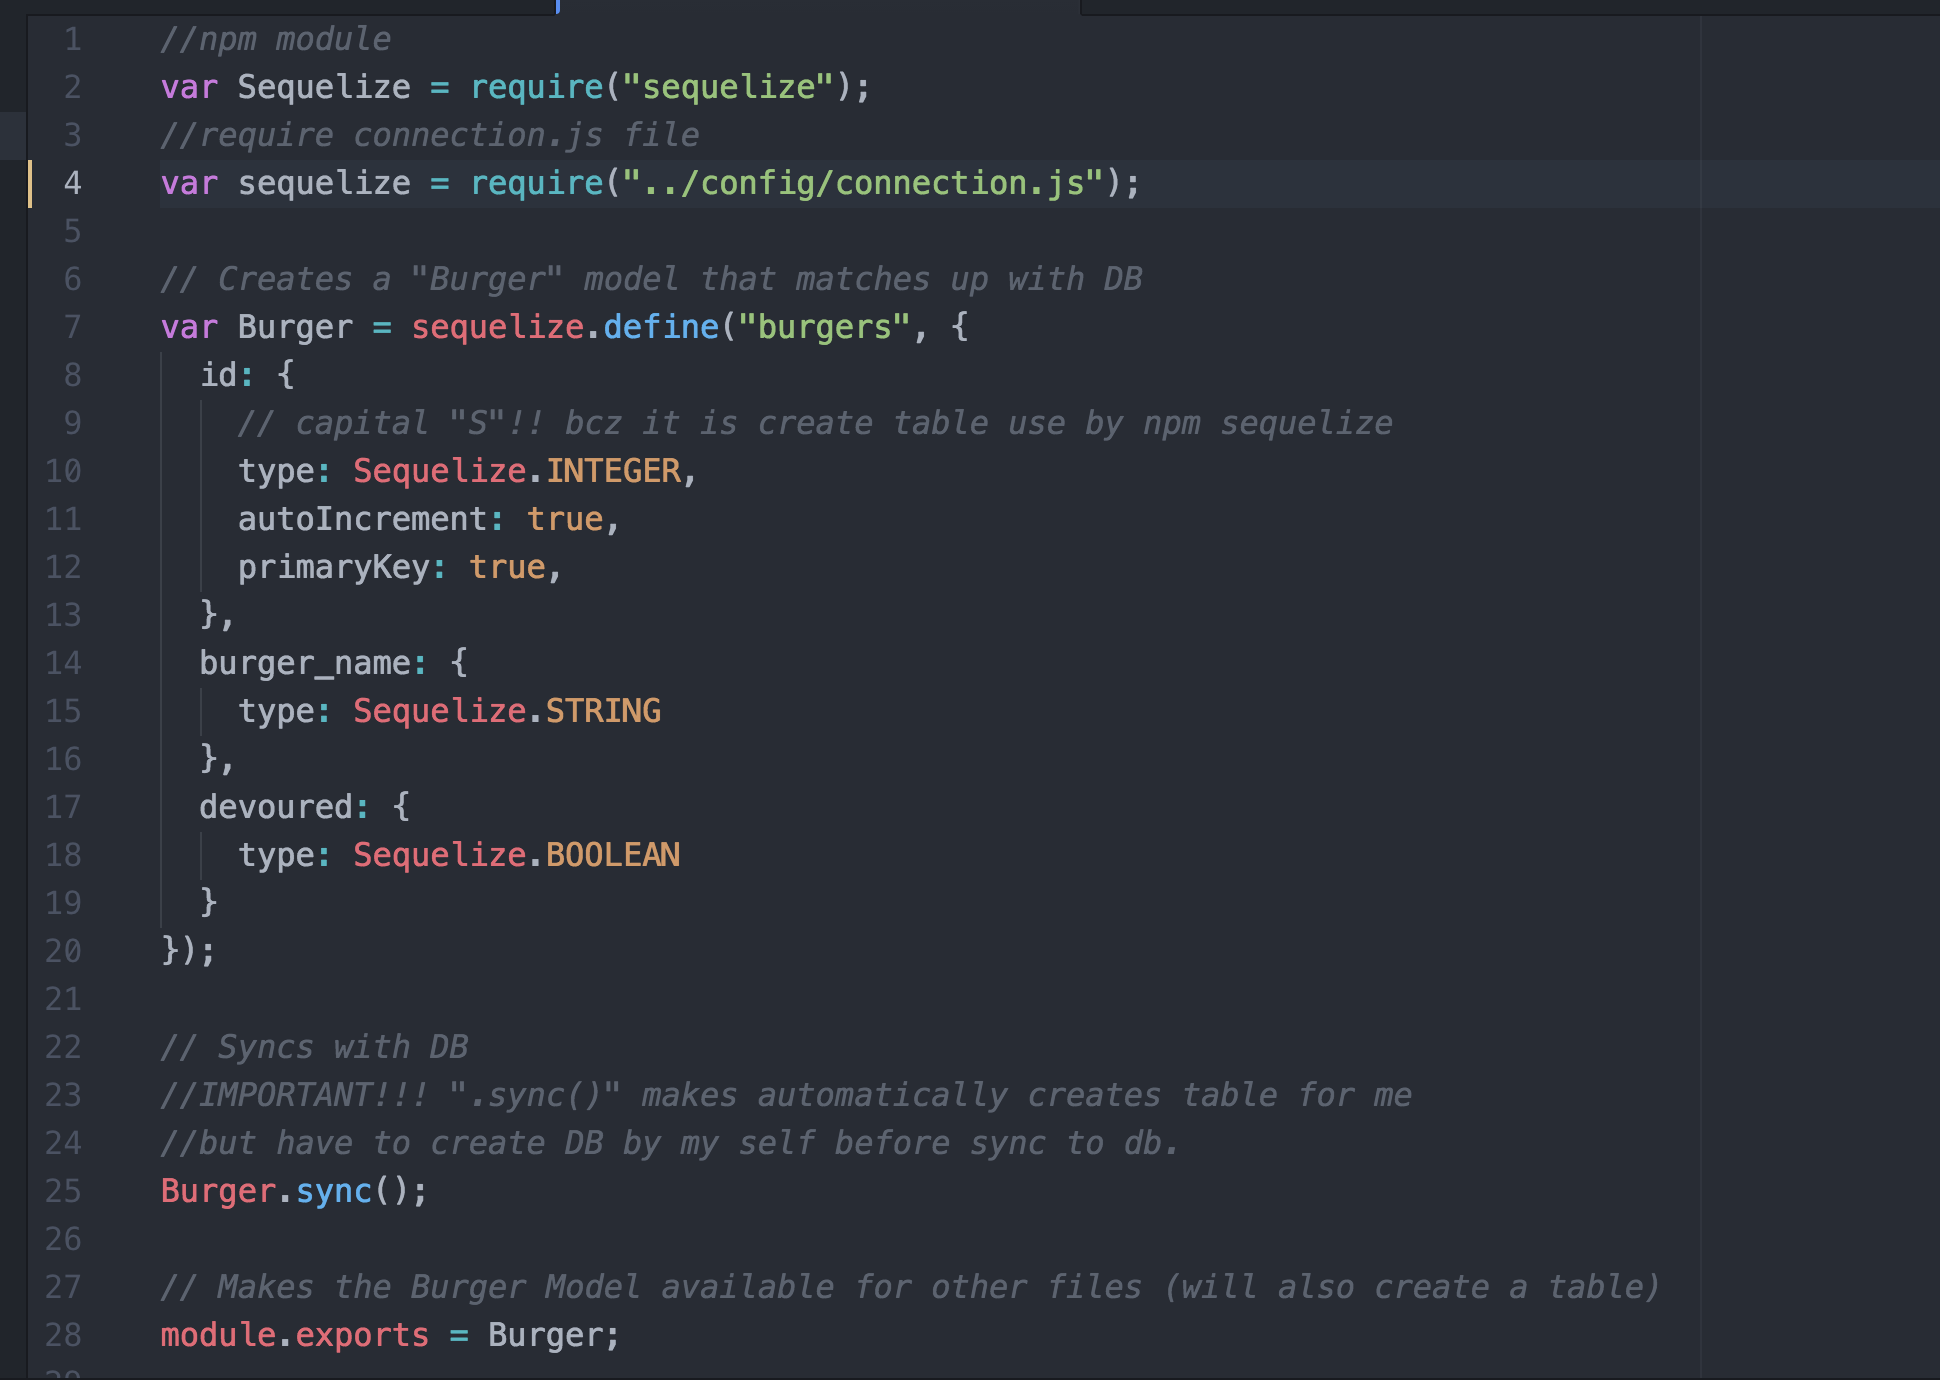 1 //npm module
2 var Sequelize = require("sequelize");
3 //require connection.js file
4 var sequelize = require("../config/connection.js");
5
6 // Creates a "Burger" model that matches up with DB
7 var Burger = sequelize.define("burgers", {
8 id: {
9 // capital "S"!! bcz it is create table use by npm sequelize
10 type: Sequelize.INTEGER,
11 autoIncrement: true,
12 primaryKey: true,
13 },
14 burger_name: {
15 type: Sequelize.STRING
16 },
17 devoured: {
18 type: Sequelize.BOOLEAN
19 }
20 });
21
22 // Syncs with DB
23 //IMPORTANT!!! ".sync()" makes automatically creates table for me
24 //but have to create DB by my self before sync to db.
25 Burger.sync();
26
27 // Makes the Burger Model available for other files (will also create a table)
28 module.exports = Burger;